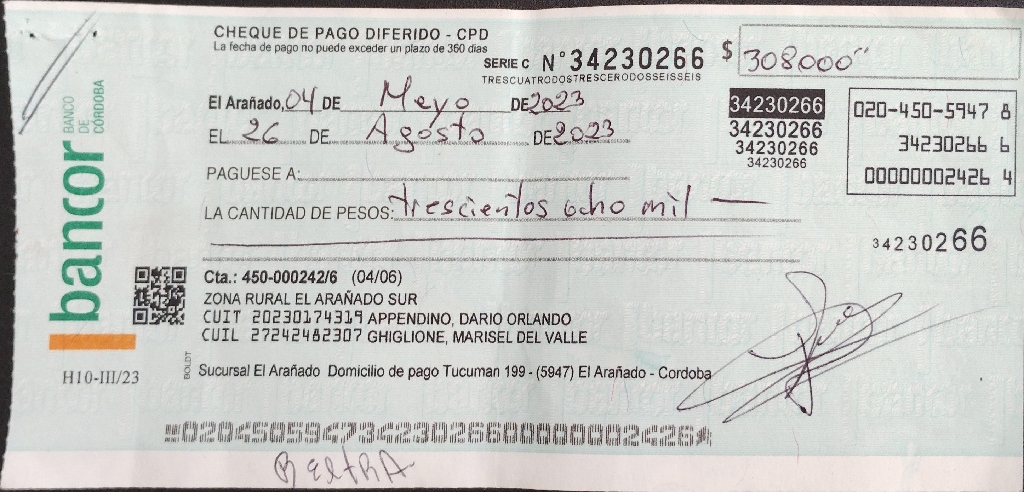 CHEQUE DE PAGO DIFERIDO - CPD
La fecha de pago no puede exceder un plazo de 360 días
SERIE C N° 34230266 $ 308000''
TRESCUATRODOSTRESCERODOSSEISSEIS
El Arañado, 04 DE Mayo DE 2023
EL 26 DE Agosto DE 2023
34230266
34230266
34230266
34230266
020-450-5947 8
34230266 6
00000002426 4
PAGUESE A:
LA CANTIDAD DE PESOS: trescientos ocho mil —
34230266
bancor
BANCO
DE
CÓRDOBA
Cta.: 450-000242/6 (04/06)
ZONA RURAL EL ARAÑADO SUR
CUIT 20230174319 APPENDINO, DARIO ORLANDO
CUIL 27242482307 GHIGLIONE, MARISEL DEL VALLE
BOLDT
H10-III/23
Sucursal El Arañado Domicilio de pago Tucuman 199 - (5947) El Arañado - Cordoba
02045059473423026600000002426